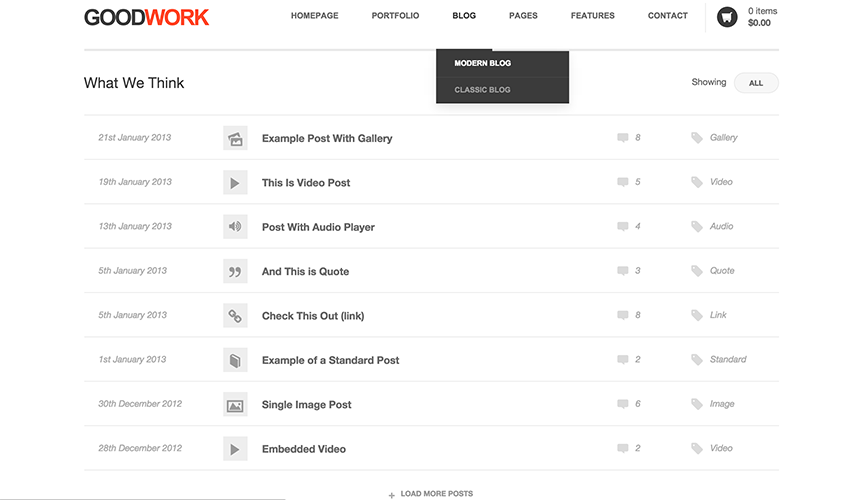 GOODWORK HOMEPAGE PORTFOLIO BLOG PAGES FEATURES CONTACT 0 items
$0.00
MODERN BLOG
CLASSIC BLOG
What We Think Showing ALL
21st January 2013 Example Post With Gallery 8 Gallery
19th January 2013 This Is Video Post 5 Video
13th January 2013 Post With Audio Player 4 Audio
5th January 2013 And This is Quote 3 Quote
5th January 2013 Check This Out (link) 8 Link
1st January 2013 Example of a Standard Post 2 Standard
30th December 2012 Single Image Post 6 Image
28th December 2012 Embedded Video 2 Video
+ LOAD MORE POSTS